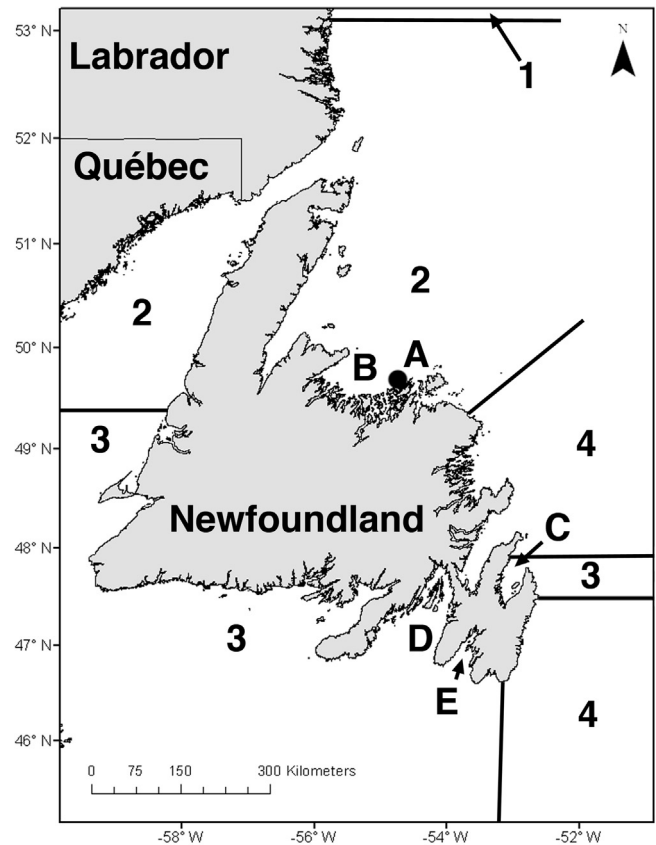 53° N
N
Labrador
1
52° N
Québec
51° N
2
2
50° N
B A
3
49° N
4
Newfoundland
48° N
C
3
47° N
3
D
E
4
46° N
0 75 150 300 Kilometers
-58° W -56° W -54° W -52° W